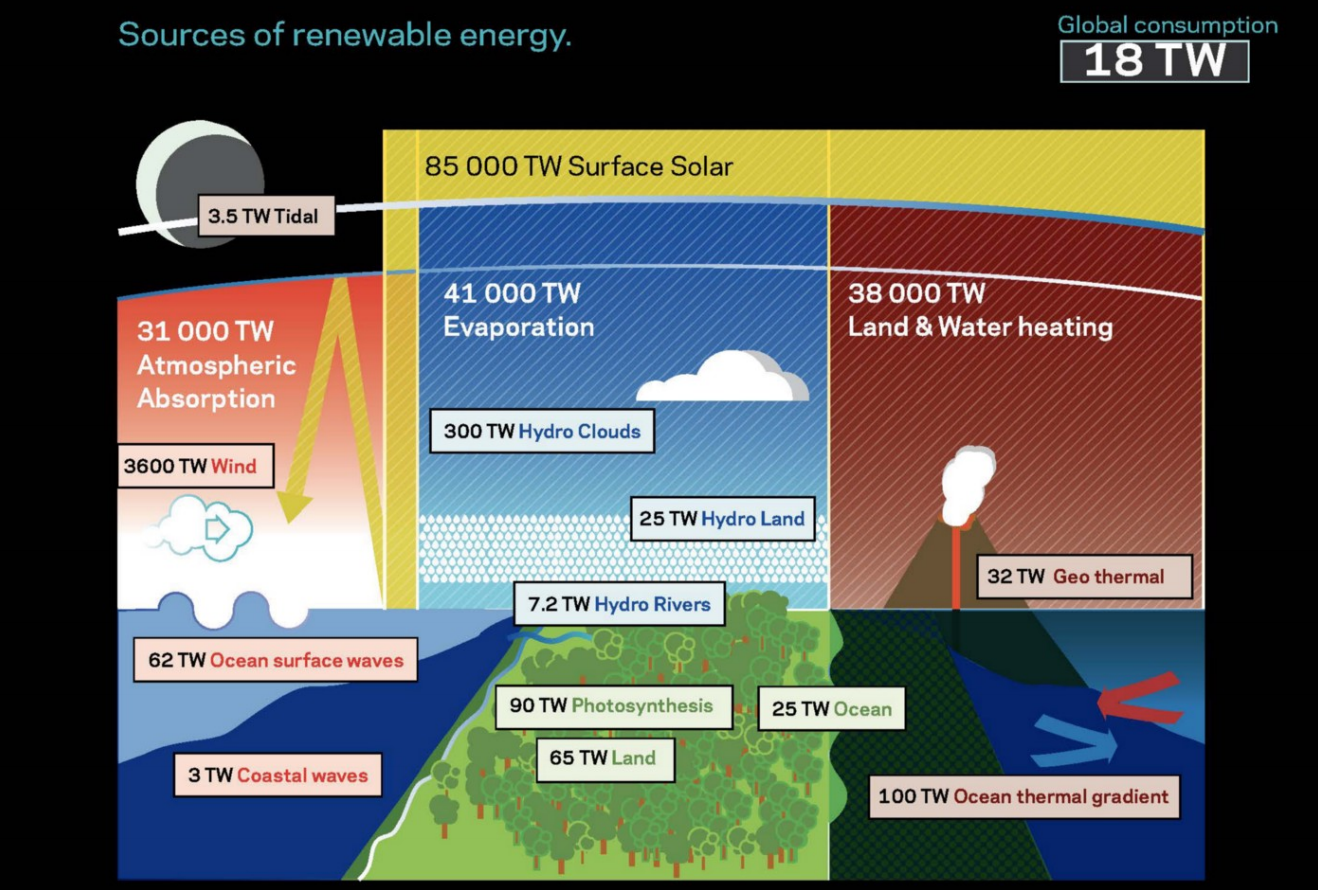 Sources of renewable energy.
Global consumption
18 TW
85 000 TW Surface Solar
3.5 TW Tidal
31 000 TW
Atmospheric
Absorption
41 000 TW
Evaporation
38 000 TW
Land & Water heating
300 TW Hydro Clouds
3600 TW Wind
25 TW Hydro Land
32 TW Geo thermal
7.2 TW Hydro Rivers
62 TW Ocean surface waves
90 TW Photosynthesis
25 TW Ocean
65 TW Land
3 TW Coastal waves
100 TW Ocean thermal gradient